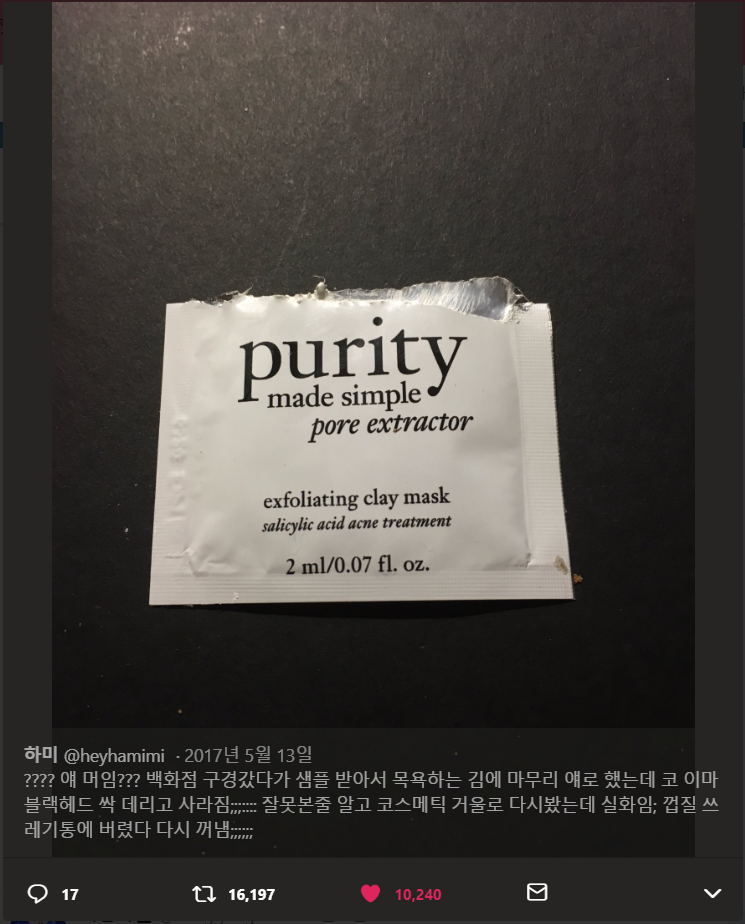 purity
made simple
pore extractor
exfoliating clay mask
salicylic acid acne treatment
2 ml/0.07 fl. oz.
하미 @heyhamimi · 2017년 5월 13일
???? 얘 머임??? 백화점 구경갔다가 샘플 받아서 목욕하는 김에 마무리 얘로 했는데 코 이마
블랙헤드 싹 데리고 사라짐;;;:::: 잘못본줄 알고 코스메틱 거울로 다시봤는데 실화임; 껍질 쓰
레기통에 버렸다 다시 꺼냄;;;;;;
17 16,197 10,240